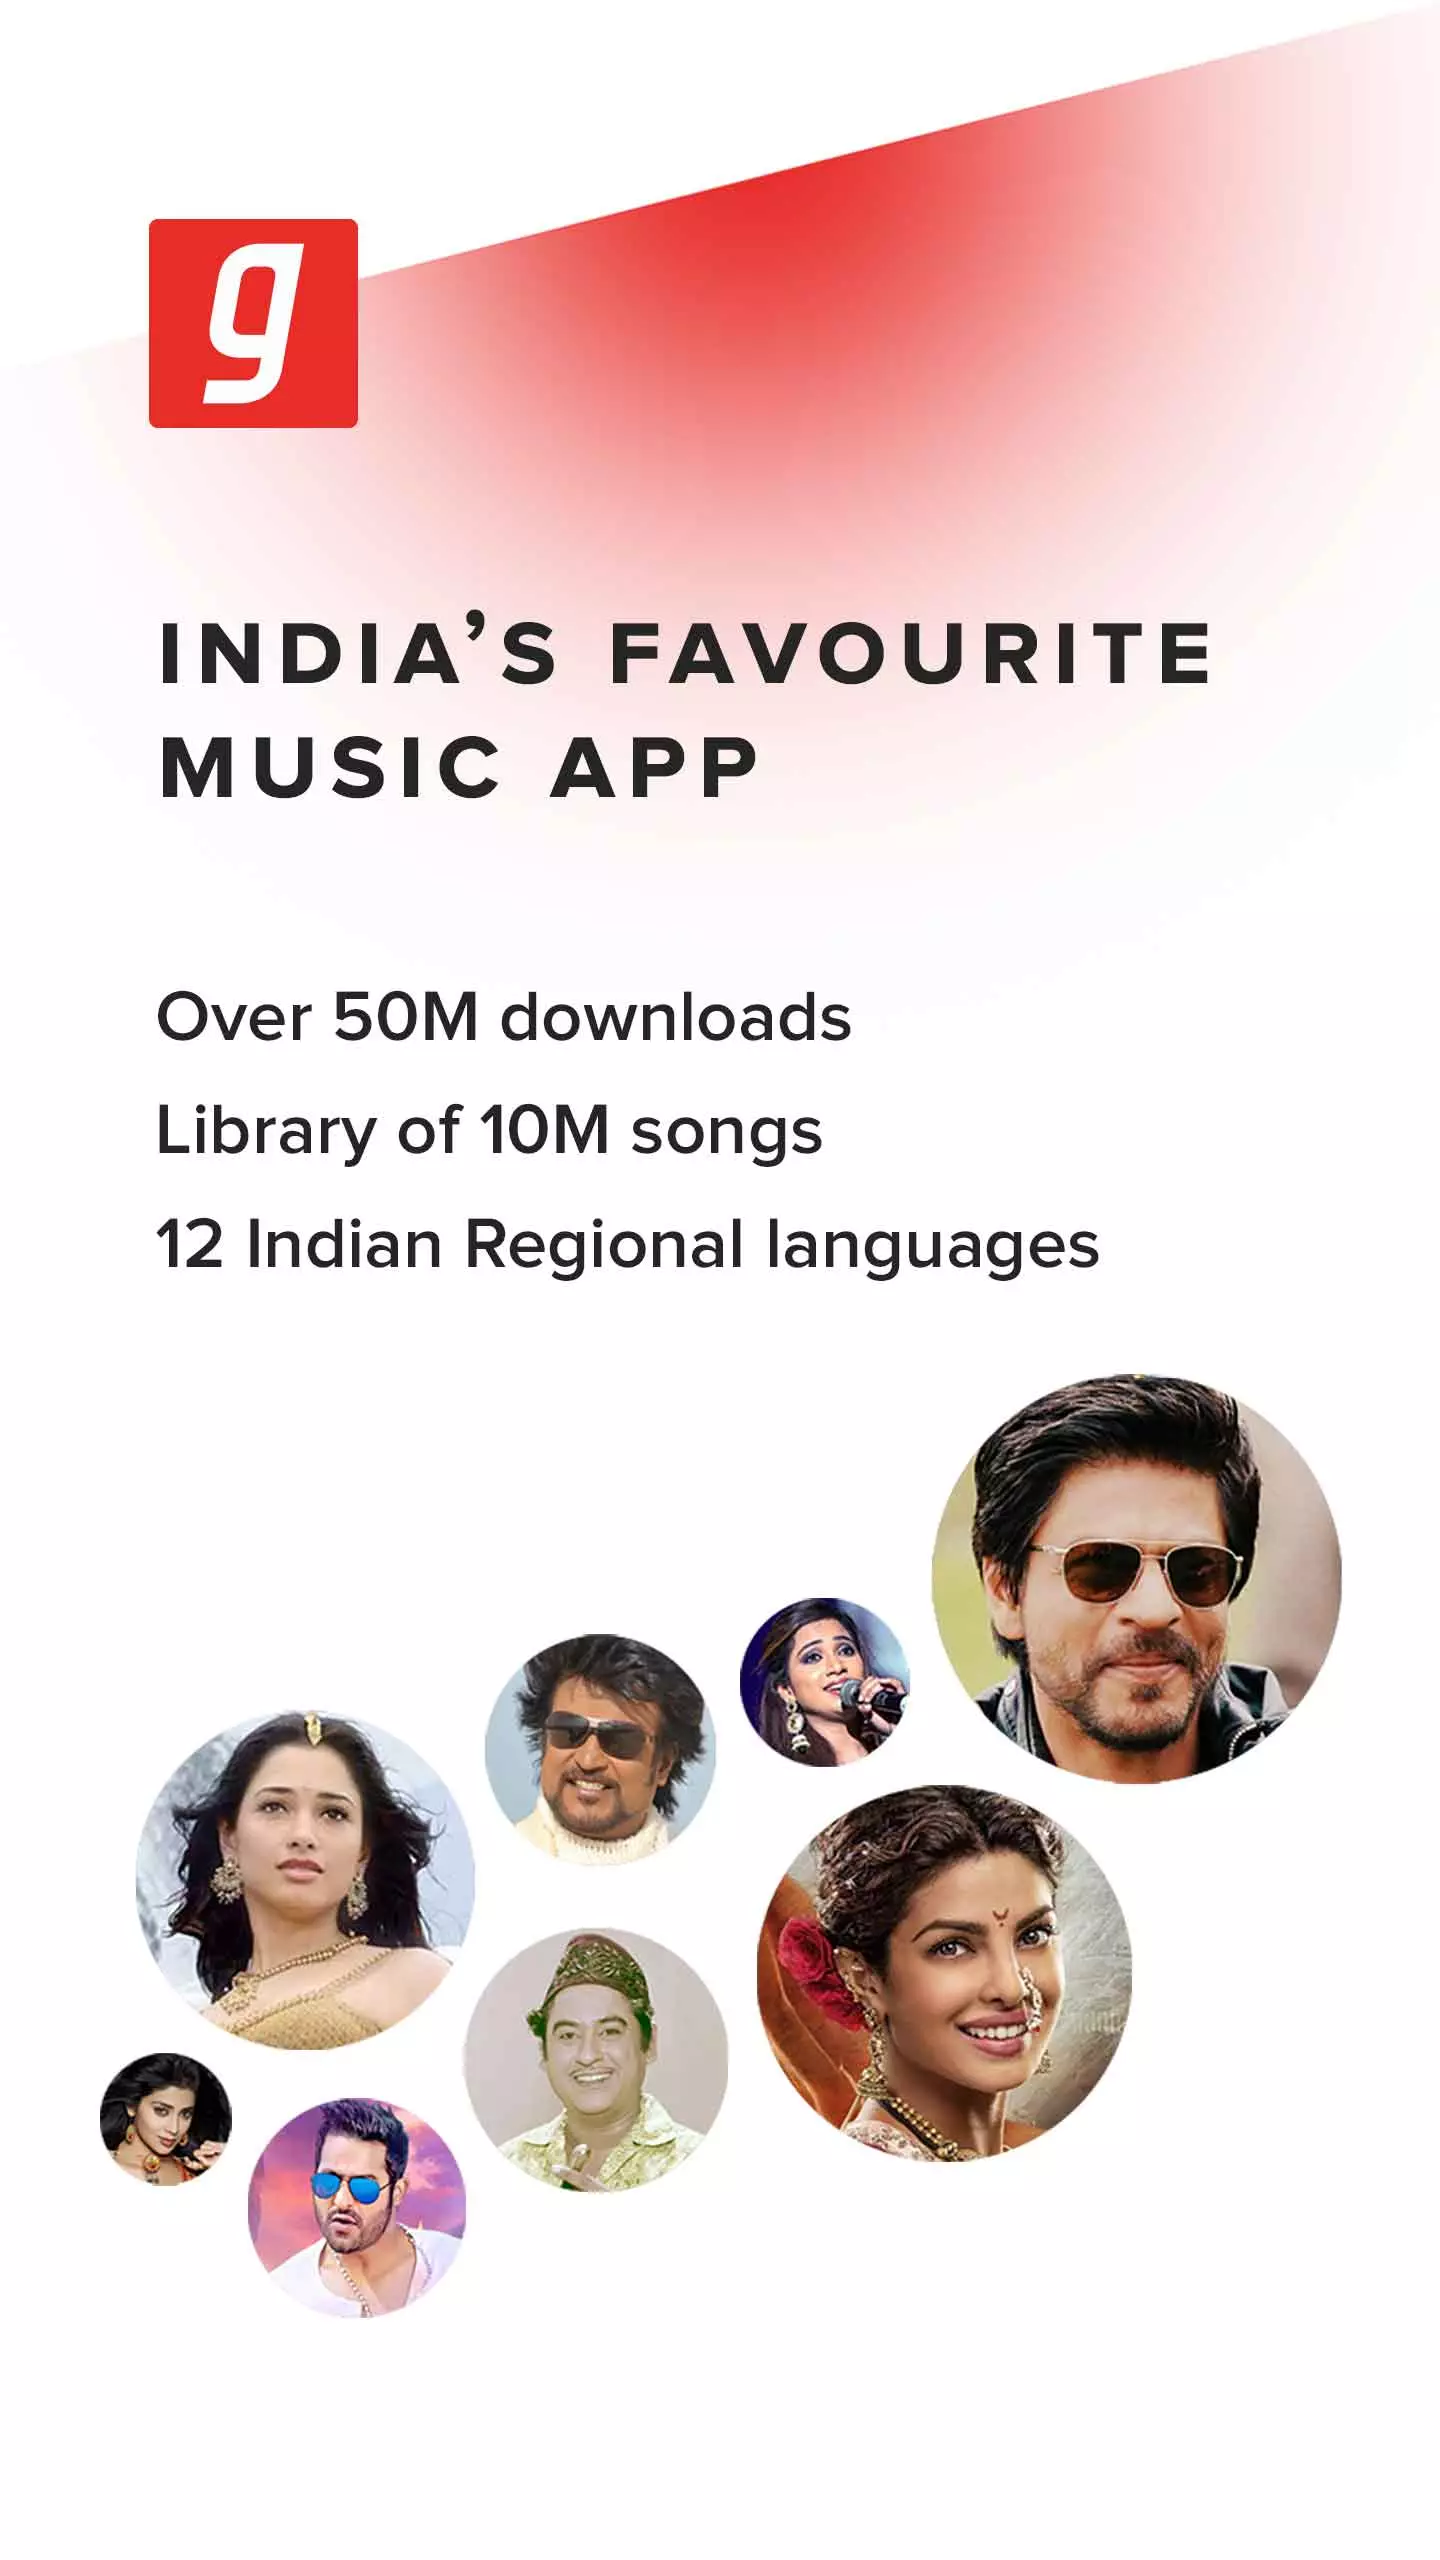 g
INDIA’S FAVOURITE
MUSIC APP
Over 50M downloads
Library of 10M songs
12 Indian Regional languages